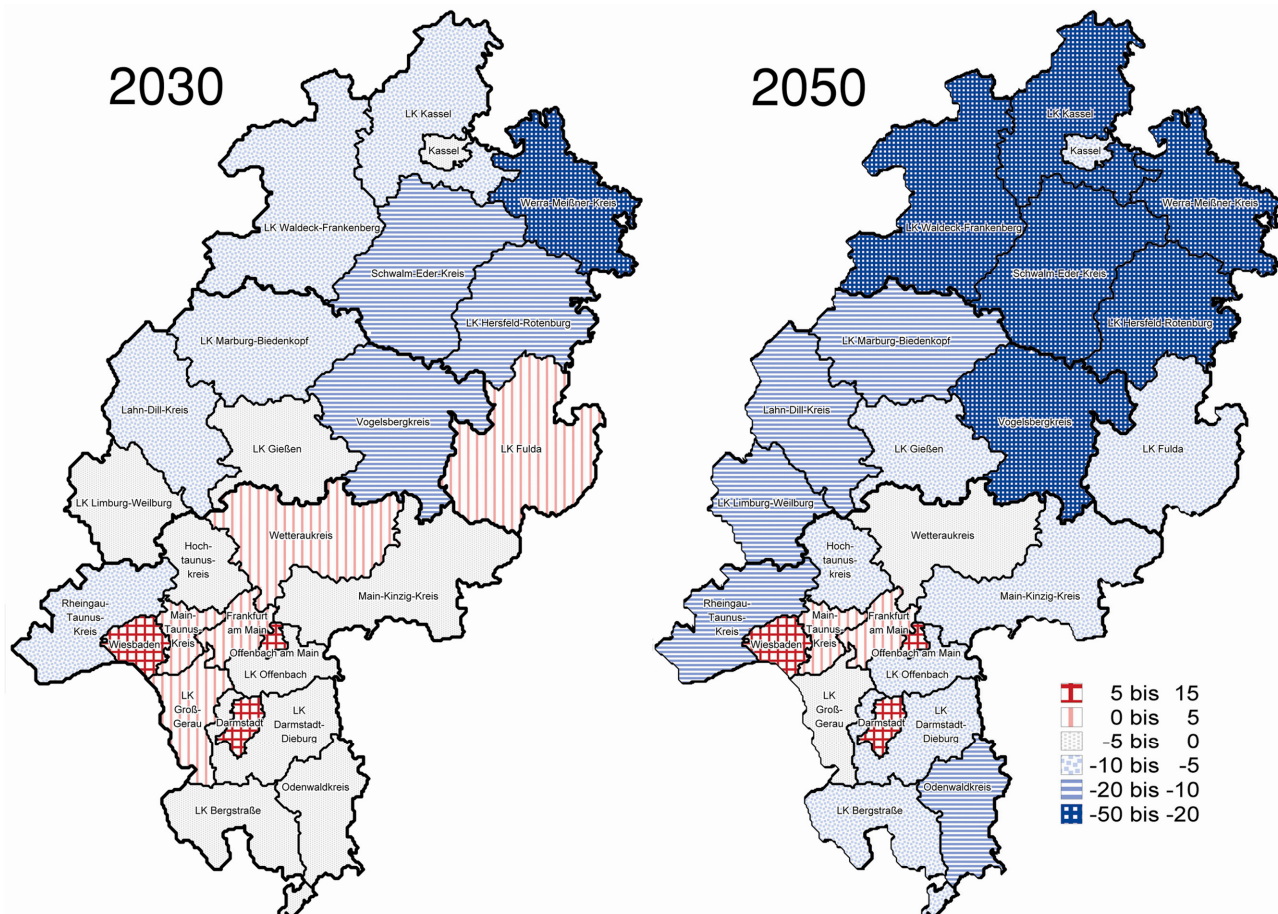 2030
LK Kassel
Kassel
Werra-Meißner-Kreis
LK Waldeck-Frankenberg
Schwalm-Eder-Kreis
LK Hersfeld-Rotenburg
LK Marburg-Biedenkopf
Lahn-Dill-Kreis
Vogelsbergkreis
LK Gießen
LK Fulda
LK Limburg-Weilburg
Wetteraukreis
Hoch-
taunus-
kreis
Main-Kinzig-Kreis
Rheingau-
Taunus-
Kreis
Main-
Taunus-
Kreis
Frankfurt
am Main
Wiesbaden
Offenbach am Main
LK Offenbach
LK
Groß-
Gerau
Darmstadt
LK
Darmstadt-
Dieburg
Odenwaldkreis
LK Bergstraße
2050
LK Kassel
Kassel
Werra-Meißner-Kreis
LK Waldeck-Frankenberg
Schwalm-Eder-Kreis
LK Hersfeld-Rotenburg
LK Marburg-Biedenkopf
Lahn-Dill-Kreis
Vogelsbergkreis
LK Gießen
LK Fulda
LK Limburg-Weilburg
Wetteraukreis
Hoch-
taunus-
kreis
Main-Kinzig-Kreis
Rheingau-
Taunus-
Kreis
Main-
Taunus-
Kreis
Frankfurt
am Main
Wiesbaden
Offenbach am Main
LK Offenbach
LK
Groß-
Gerau
Darmstadt
LK
Darmstadt-
Dieburg
Odenwaldkreis
LK Bergstraße
5 bis 15
0 bis 5
-5 bis 0
-10 bis -5
-20 bis -10
-50 bis -20